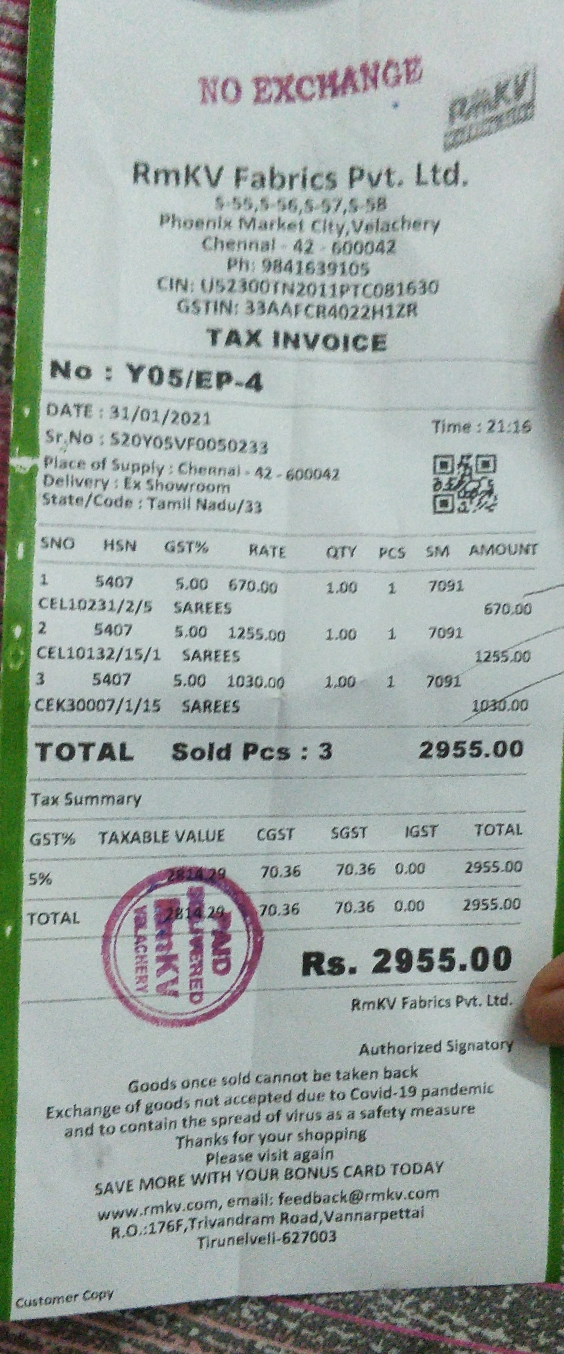 NO EXCHANGE
RmKV
RmKV Fabrics Pvt. Ltd.
S-55,S-56,S-57,S-58
Phoenix Market City,Velachery
Chennai - 42 - 600042
Ph: 9841639105
CIN: U52300TN2011PTC081630
GSTIN: 33AAFCR4022H1ZR
TAX INVOICE
No : Y05/EP-4
DATE : 31/01/2021 Time : 21:16
Sr.No : S20Y05VF0050233
Place of Supply : Chennai - 42 - 600042
Delivery : Ex Showroom
State/Code : Tamil Nadu/33
SNO HSN GST% RATE QTY PCS SM AMOUNT
1 5407 5.00 670.00 1.00 1 7091
CEL10231/2/5 SAREES 670.00
2 5407 5.00 1255.00 1.00 1 7091
CEL10132/15/1 SAREES 1255.00
3 5407 5.00 1030.00 1.00 1 7091
CEK30007/1/15 SAREES 1030.00
TOTAL Sold Pcs : 3 2955.00
Tax Summary
GST% TAXABLE VALUE CGST SGST IGST TOTAL
5% 2814.29 70.36 70.36 0.00 2955.00
TOTAL 2814.29 70.36 70.36 0.00 2955.00
PAID
DELIVERED
RmKV
VELACHERY
Rs. 2955.00
RmKV Fabrics Pvt. Ltd.
Authorized Signatory
Goods once sold cannot be taken back
Exchange of goods not accepted due to Covid-19 pandemic
and to contain the spread of virus as a safety measure
Thanks for your shopping
Please visit again
SAVE MORE WITH YOUR BONUS CARD TODAY
www.rmkv.com, email: feedback@rmkv.com
R.O.:176F,Trivandram Road,Vannarpettai
Tirunelveli-627003
Customer Copy